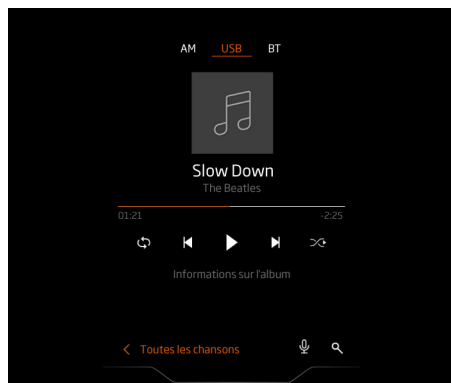 AM USB BT
Slow Down
The Beatles
01:21 -2:25
Informations sur l'album
Toutes les chansons